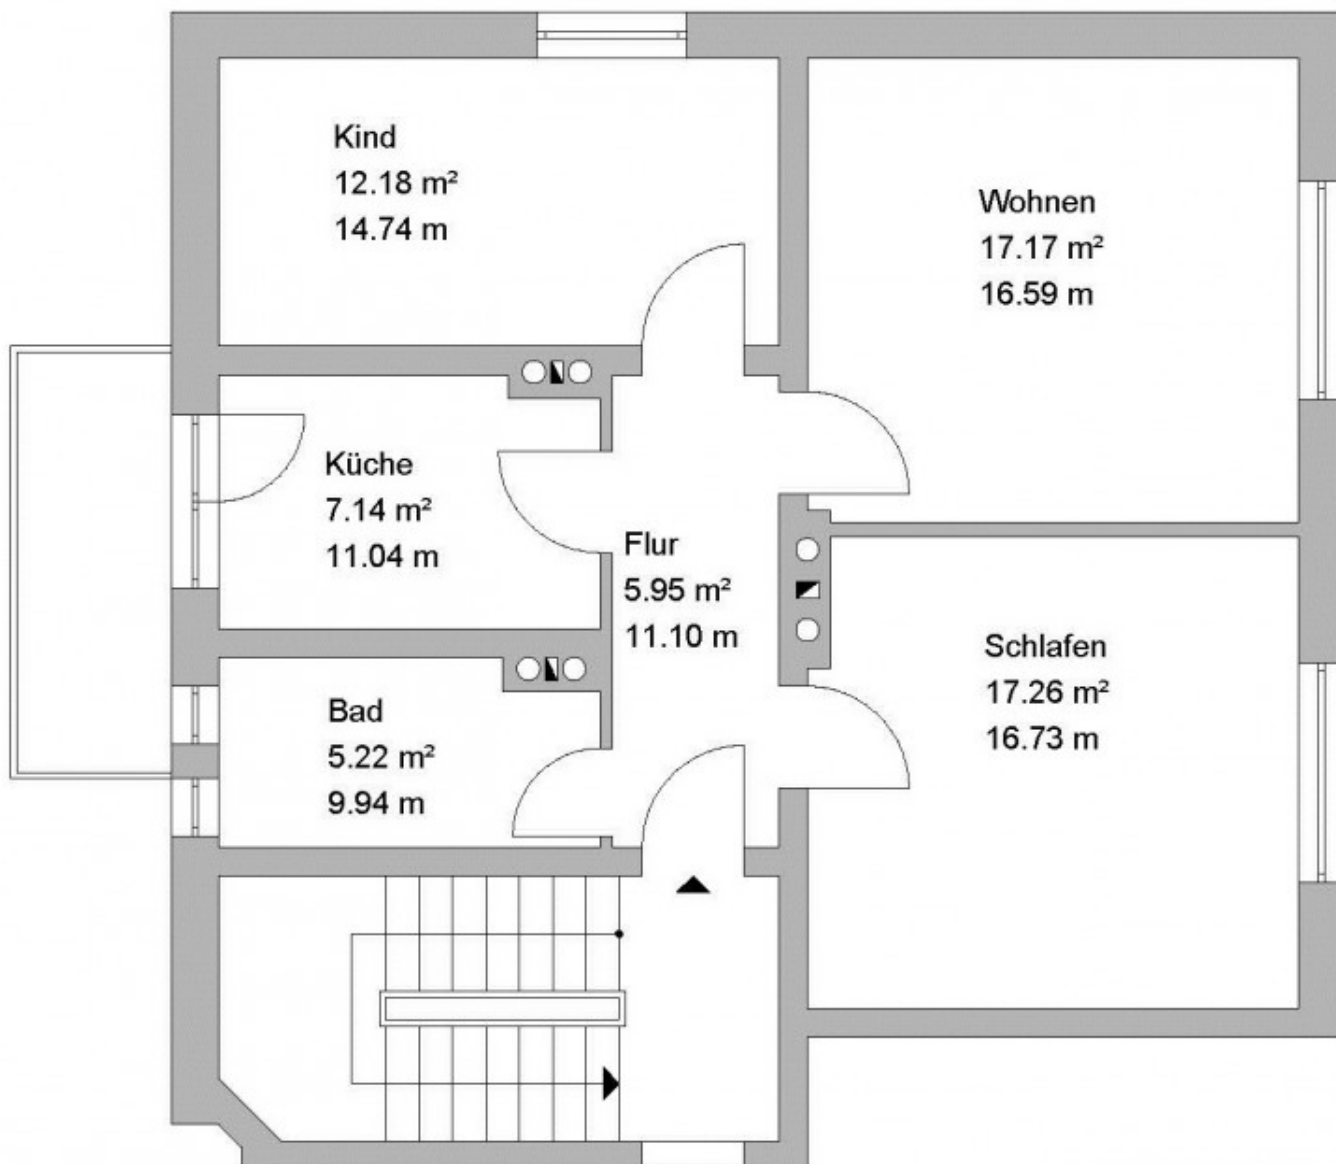 Kind
12.18 m²
14.74 m
Wohnen
17.17 m²
16.59 m
Küche
7.14 m²
11.04 m
Flur
5.95 m²
11.10 m
Schlafen
17.26 m²
16.73 m
Bad
5.22 m²
9.94 m